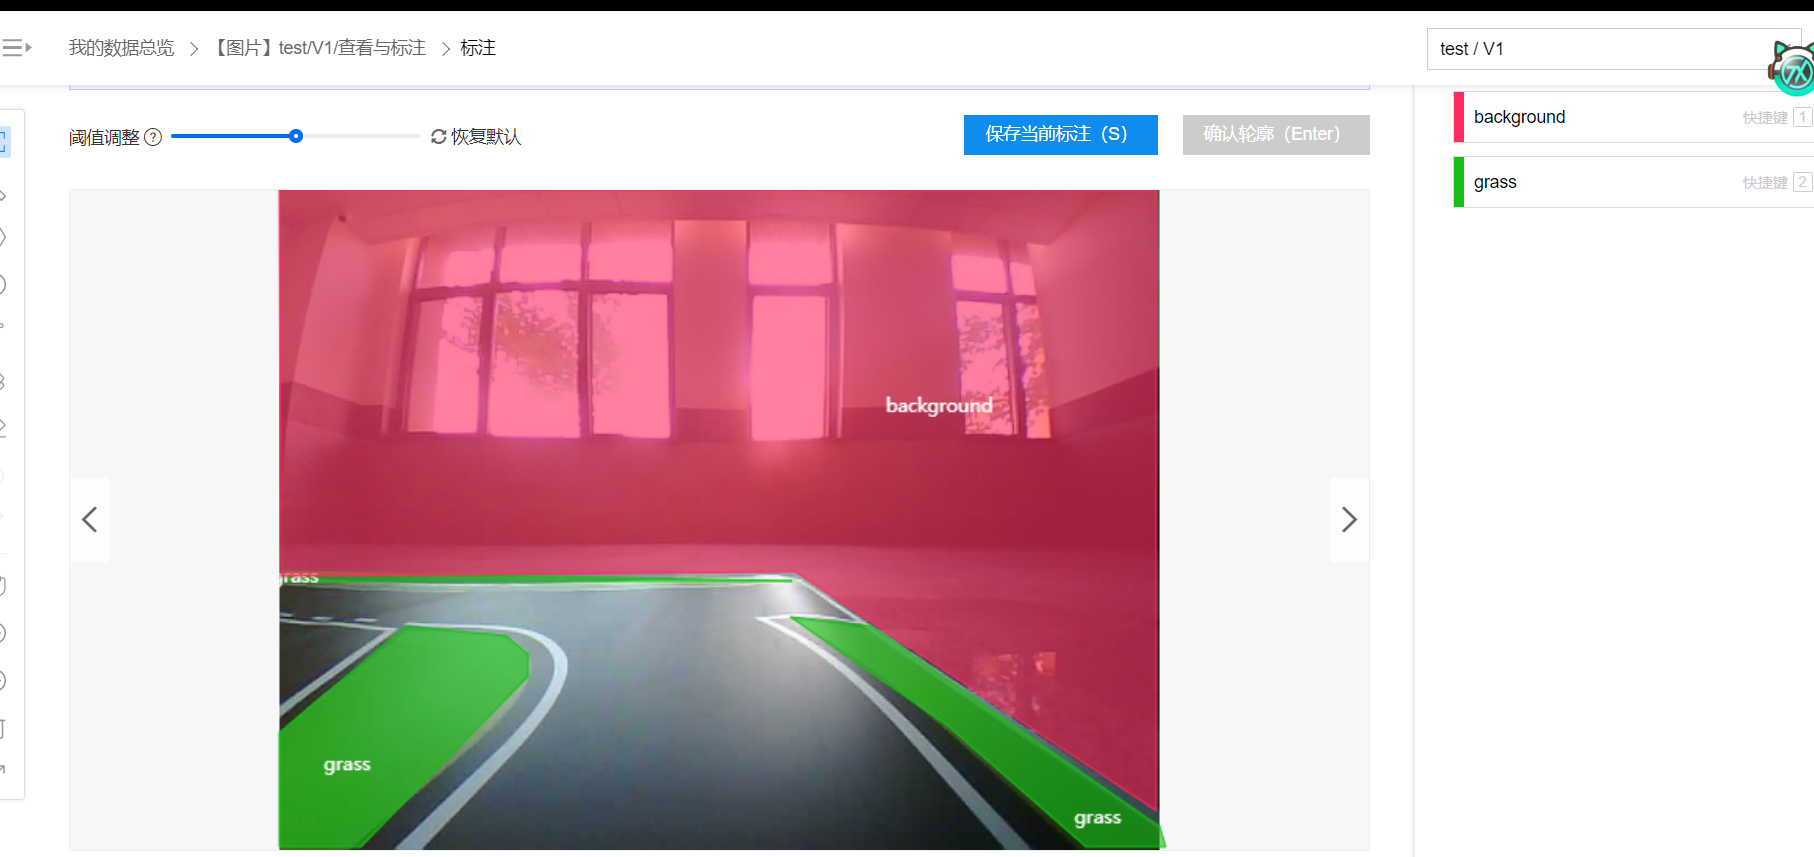 我的数据总览 > 【图片】test/V1/查看与标注 > 标注
test / V1
阈值调整 ? 恢复默认
保存当前标注（S） 确认轮廓（Enter）
background 快捷键 1
grass 快捷键 2
background
grass
grass
grass